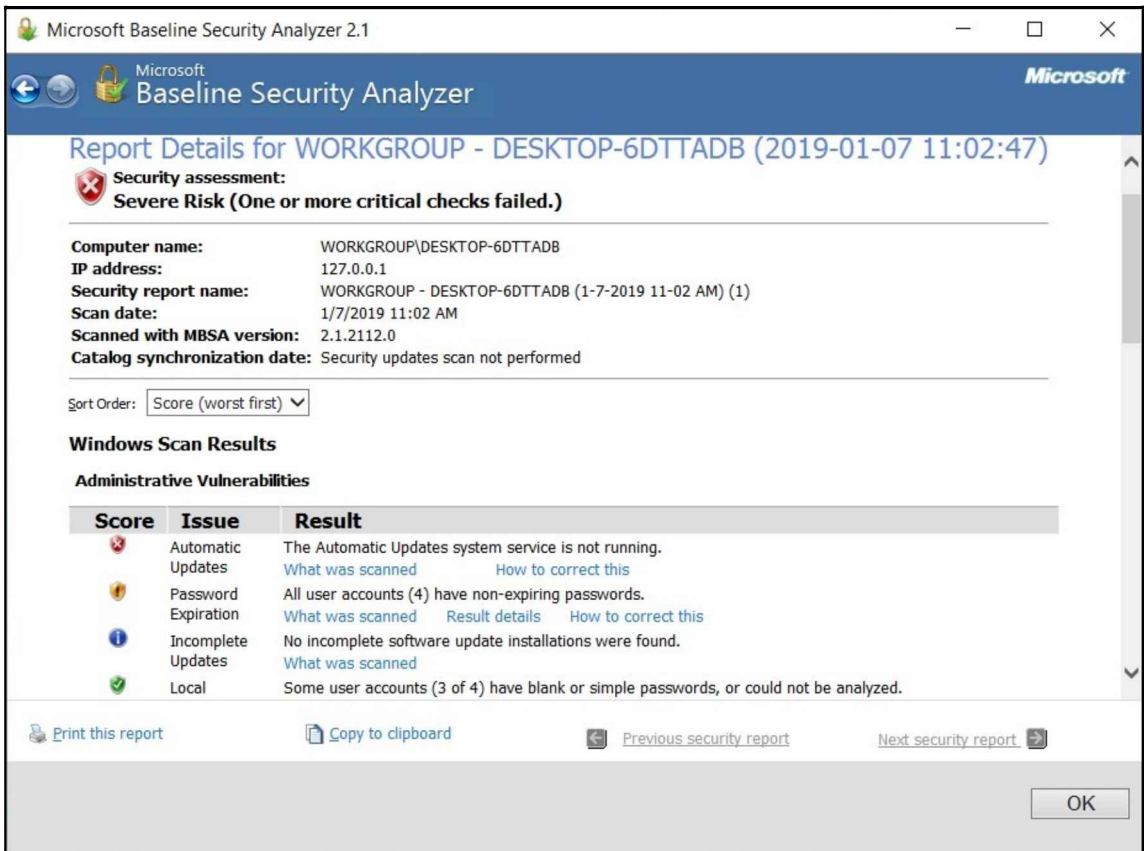 Microsoft Baseline Security Analyzer 2.1
Microsoft
Baseline Security Analyzer
Microsoft
Report Details for WORKGROUP - DESKTOP-6DTTADB (2019-01-07 11:02:47)
Security assessment:
Severe Risk (One or more critical checks failed.)
Computer name: WORKGROUP\DESKTOP-6DTTADB
IP address: 127.0.0.1
Security report name: WORKGROUP - DESKTOP-6DTTADB (1-7-2019 11-02 AM) (1)
Scan date: 1/7/2019 11:02 AM
Scanned with MBSA version: 2.1.2112.0
Catalog synchronization date: Security updates scan not performed
Sort Order: Score (worst first)
Windows Scan Results
Administrative Vulnerabilities
Score Issue Result
Automatic The Automatic Updates system service is not running.
Updates What was scanned How to correct this
Password All user accounts (4) have non-expiring passwords.
Expiration What was scanned Result details How to correct this
Incomplete No incomplete software update installations were found.
Updates What was scanned
Local Some user accounts (3 of 4) have blank or simple passwords, or could not be analyzed.
Print this report Copy to clipboard Previous security report Next security report
OK